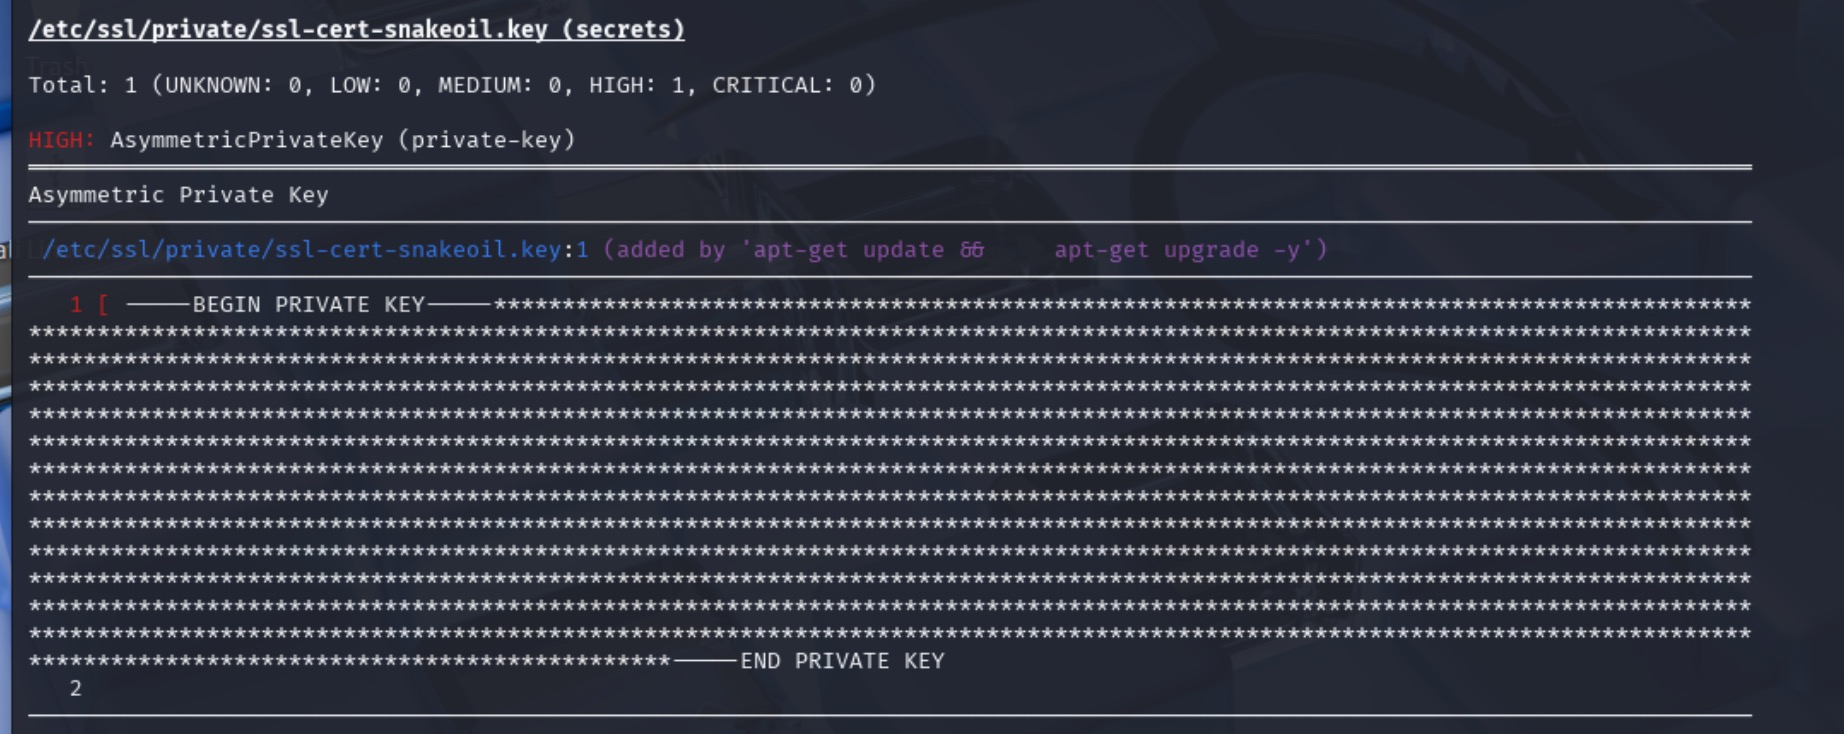 /etc/ssl/private/ssl-cert-snakeoil.key (secrets)
Trash
Total: 1 (UNKNOWN: 0, LOW: 0, MEDIUM: 0, HIGH: 1, CRITICAL: 0)
HIGH: AsymmetricPrivateKey (private-key)
Asymmetric Private Key
/etc/ssl/private/ssl-cert-snakeoil.key:1 (added by 'apt-get update &&     apt-get upgrade -y')
1 [ -----BEGIN PRIVATE KEY-----********************************************************************************************
******************************************************************************************************************************
******************************************************************************************************************************
******************************************************************************************************************************
******************************************************************************************************************************
******************************************************************************************************************************
******************************************************************************************************************************
******************************************************************************************************************************
******************************************************************************************************************************
******************************************************************************************************************************
******************************************************************************************************************************
******************************************************************************************************************************
******************************************************************************************************************************
***********************************************-----END PRIVATE KEY
2